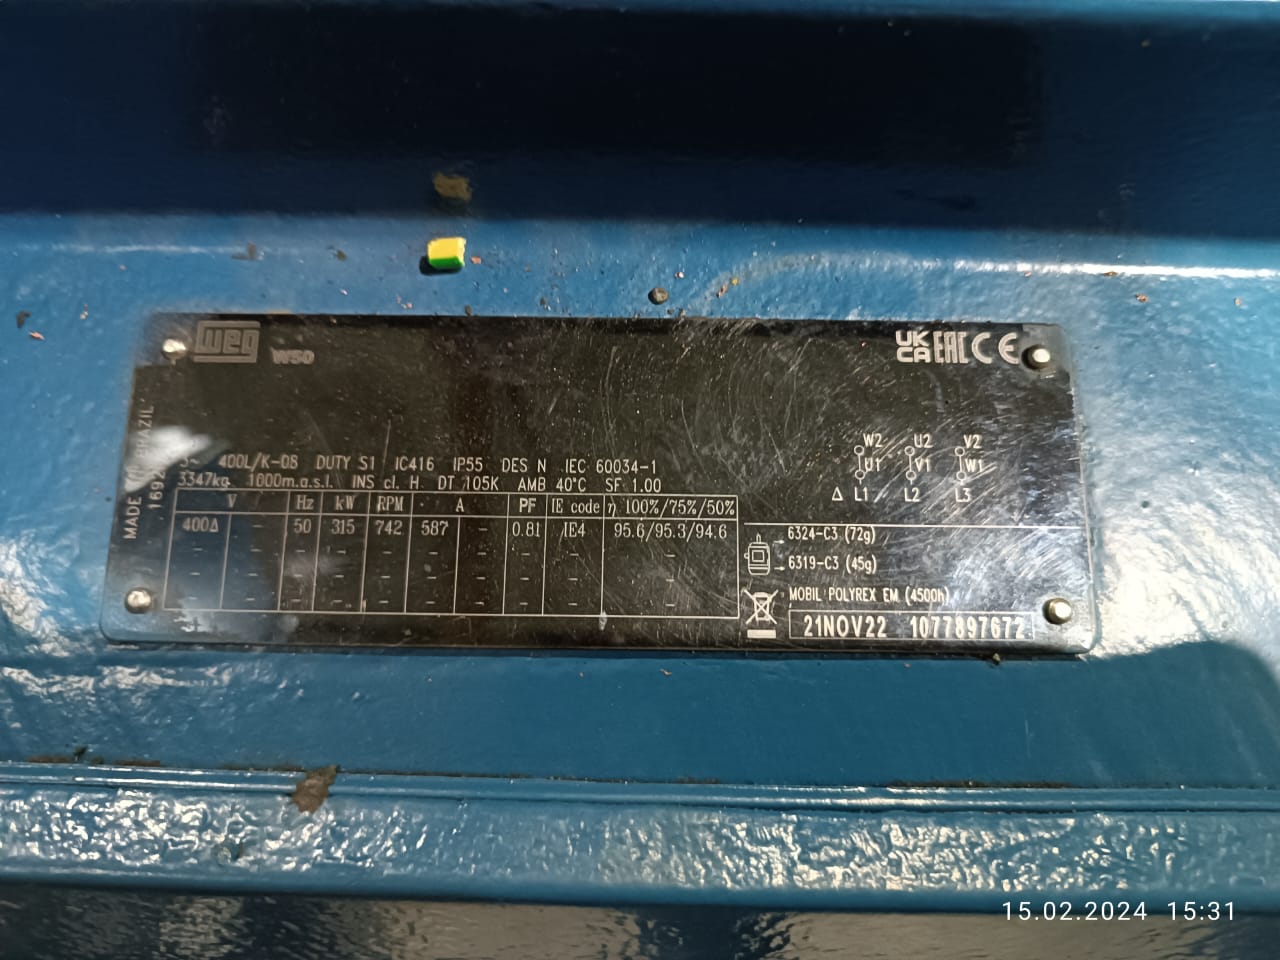 weg W50
UK CA EAC CE
MADE IN BRAZIL
400L/K-08 DUTY S1 IC416 IP55 DES N IEC 60034-1
3347kg 1000m.a.s.l. INS cl. H DT 105K AMB 40°C SF 1.00
V Hz kW RPM A PF IE code η 100%/75%/50%
400Δ - 50 315 742 587 - 0.81 IE4 95.6/95.3/94.6
- - - - - - - - - -
- - - - - - - - - -
- - - - - - - - - -
W2 U2 V2
U1 V1 W1
Δ L1 L2 L3
6324-C3 (72g)
6319-C3 (45g)
MOBIL POLYREX EM (4500h)
21NOV22 1077897672
15.02.2024 15:31